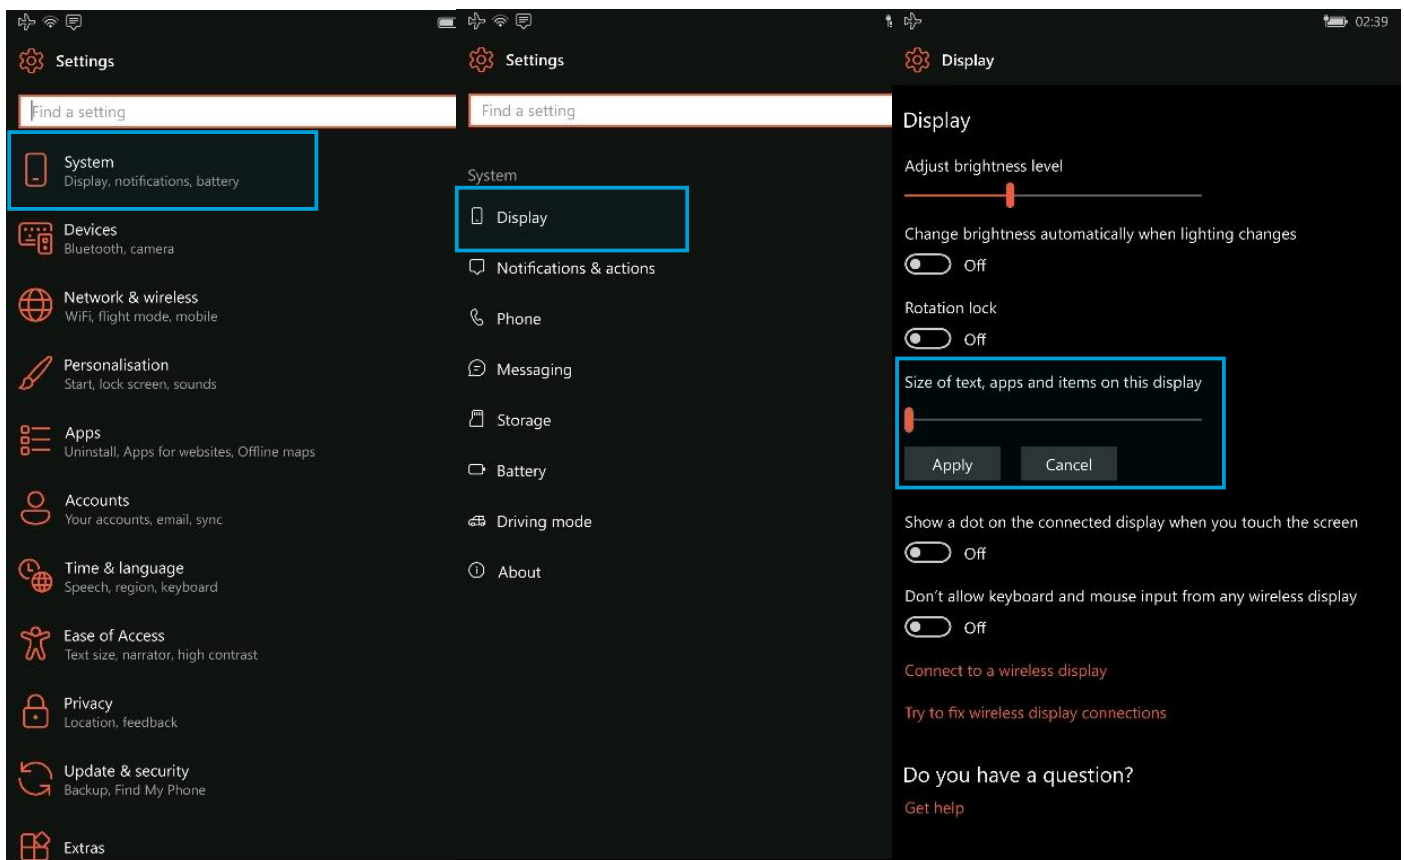 Settings
Find a setting
System
Display, notifications, battery
Devices
Bluetooth, camera
Network & wireless
WiFi, flight mode, mobile
Personalisation
Start, lock screen, sounds
Apps
Uninstall, Apps for websites, Offline maps
Accounts
Your accounts, email, sync
Time & language
Speech, region, keyboard
Ease of Access
Text size, narrator, high contrast
Privacy
Location, feedback
Update & security
Backup, Find My Phone
Extras
Settings
Find a setting
System
Display
Notifications & actions
Phone
Messaging
Storage
Battery
Driving mode
About
02:39
Display
Display
Adjust brightness level
Change brightness automatically when lighting changes
Off
Rotation lock
Off
Size of text, apps and items on this display
Apply Cancel
Show a dot on the connected display when you touch the screen
Off
Don't allow keyboard and mouse input from any wireless display
Off
Connect to a wireless display
Try to fix wireless display connections
Do you have a question?
Get help